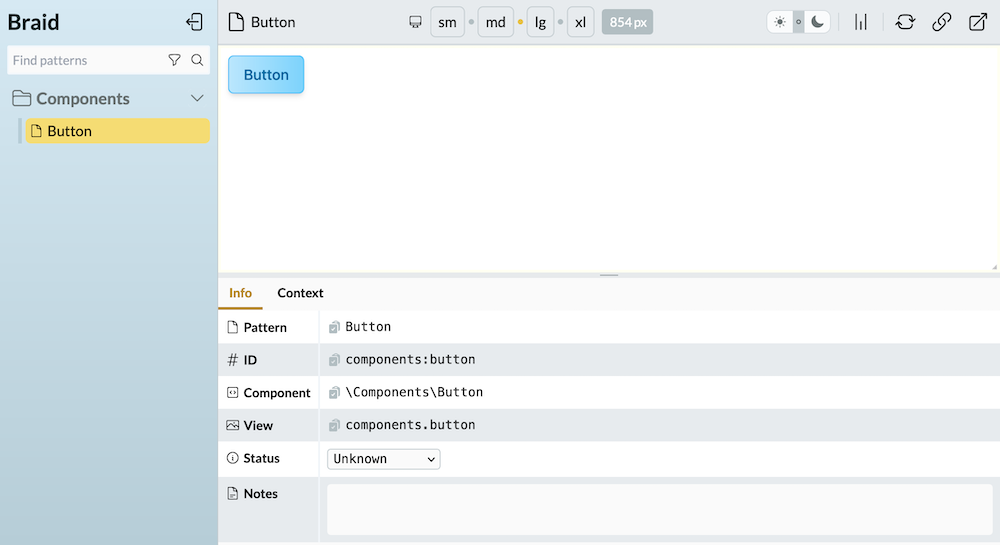 Braid
Find patterns
Components
Button
Button
sm
md
lg
xl
854 px
Button
Info
Context
Pattern
Button
ID
components:button
Component
\Components\Button
View
components.button
Status
Unknown
Notes